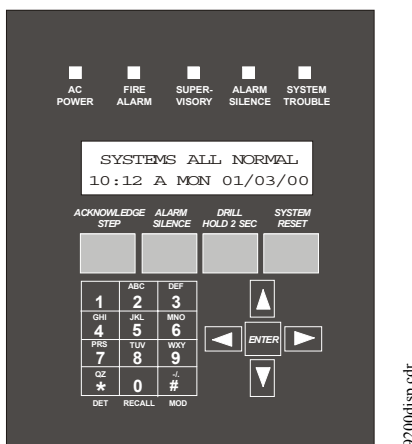 AC POWER
FIRE ALARM
SUPER-VISORY
ALARM SILENCE
SYSTEM TROUBLE
SYSTEMS ALL NORMAL
10:12 A MON 01/03/00
ACKNOWLEDGE STEP
ALARM SILENCE
DRILL HOLD 2 SEC
SYSTEM RESET
ABC DEF
1 2 3
GHI JKL MNO
4 5 6
PRS TUV WXY
7 8 9
QZ -/.
* 0 #
DET RECALL MOD
ENTER
9200disp.cdr